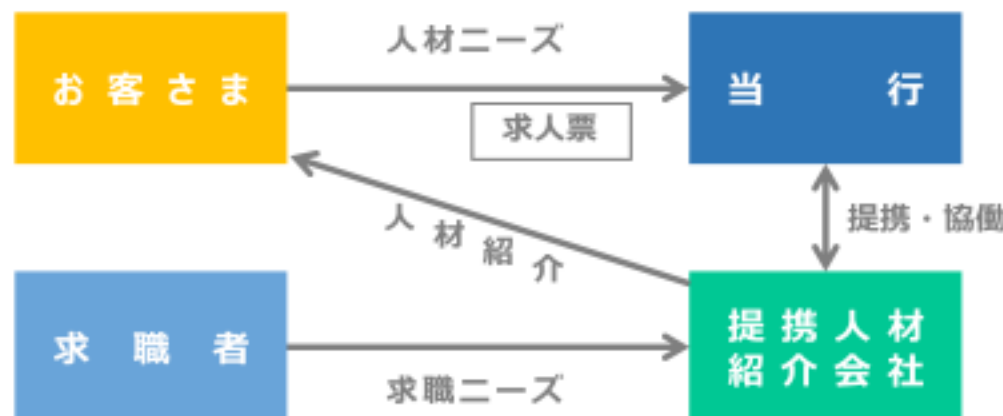 人材ニーズ
お客さま
当行
求人票
人材紹介
提携・協働
求職者
提携人材
紹介会社
求職ニーズ